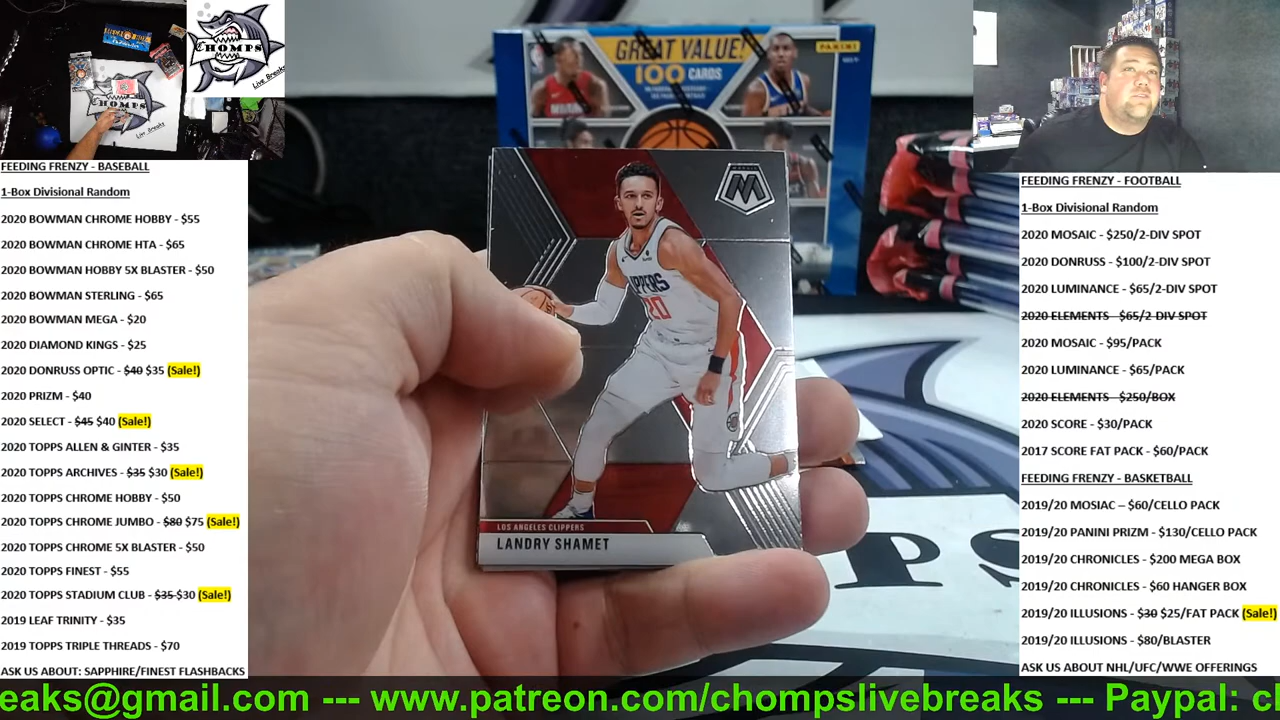 CHOMPS
Live Breaks
CHOMPS
Live Breaks
FEEDING FRENZY - BASEBALL
1-Box Divisional Random
2020 BOWMAN CHROME HOBBY - $55
2020 BOWMAN CHROME HTA - $65
2020 BOWMAN HOBBY 5X BLASTER - $50
2020 BOWMAN STERLING - $65
2020 BOWMAN MEGA - $20
2020 DIAMOND KINGS - $25
2020 DONRUSS OPTIC - $40 $35 (Sale!)
2020 PRIZM - $40
2020 SELECT - $45 $40 (Sale!)
2020 TOPPS ALLEN & GINTER - $35
2020 TOPPS ARCHIVES - $35 $30 (Sale!)
2020 TOPPS CHROME HOBBY - $50
2020 TOPPS CHROME JUMBO - $80 $75 (Sale!)
2020 TOPPS CHROME 5X BLASTER - $50
2020 TOPPS FINEST - $55
2020 TOPPS STADIUM CLUB - $35 $30 (Sale!)
2019 LEAF TRINITY - $35
2019 TOPPS TRIPLE THREADS - $70
ASK US ABOUT: SAPPHIRE/FINEST FLASHBACKS
GREAT VALUE!
100 CARDS
PANINI
MOSAIC
M
CLIPPERS
20
LOS ANGELES CLIPPERS
LANDRY SHAMET
PS
FEEDING FRENZY - FOOTBALL
1-Box Divisional Random
2020 MOSAIC - $250/2-DIV SPOT
2020 DONRUSS - $100/2-DIV SPOT
2020 LUMINANCE - $65/2-DIV SPOT
2020 ELEMENTS - $65/2 DIV SPOT
2020 MOSAIC - $95/PACK
2020 LUMINANCE - $65/PACK
2020 ELEMENTS - $250/BOX
2020 SCORE - $30/PACK
2017 SCORE FAT PACK - $60/PACK
FEEDING FRENZY - BASKETBALL
2019/20 MOSIAC – $60/CELLO PACK
2019/20 PANINI PRIZM - $130/CELLO PACK
2019/20 CHRONICLES - $200 MEGA BOX
2019/20 CHRONICLES - $60 HANGER BOX
2019/20 ILLUSIONS - $30 $25/FAT PACK (Sale!)
2019/20 ILLUSIONS - $80/BLASTER
ASK US ABOUT NHL/UFC/WWE OFFERINGS
eaks@gmail.com --- www.patreon.com/chompslivebreaks --- Paypal: cl